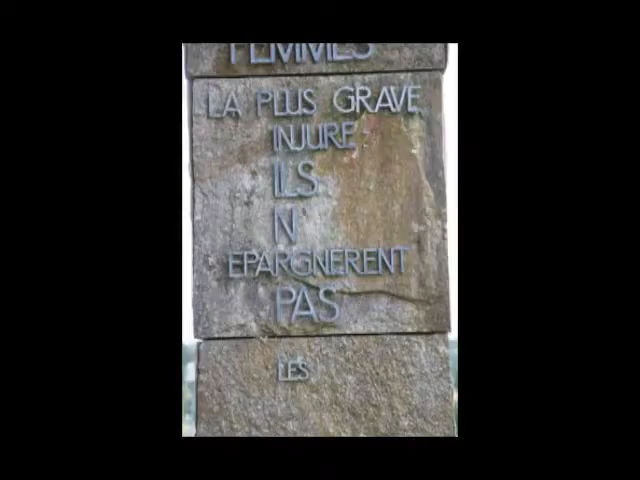 FEMMES
LA PLUS GRAVE
INJURE
ILS
N'
EPARGNERENT
PAS
LES